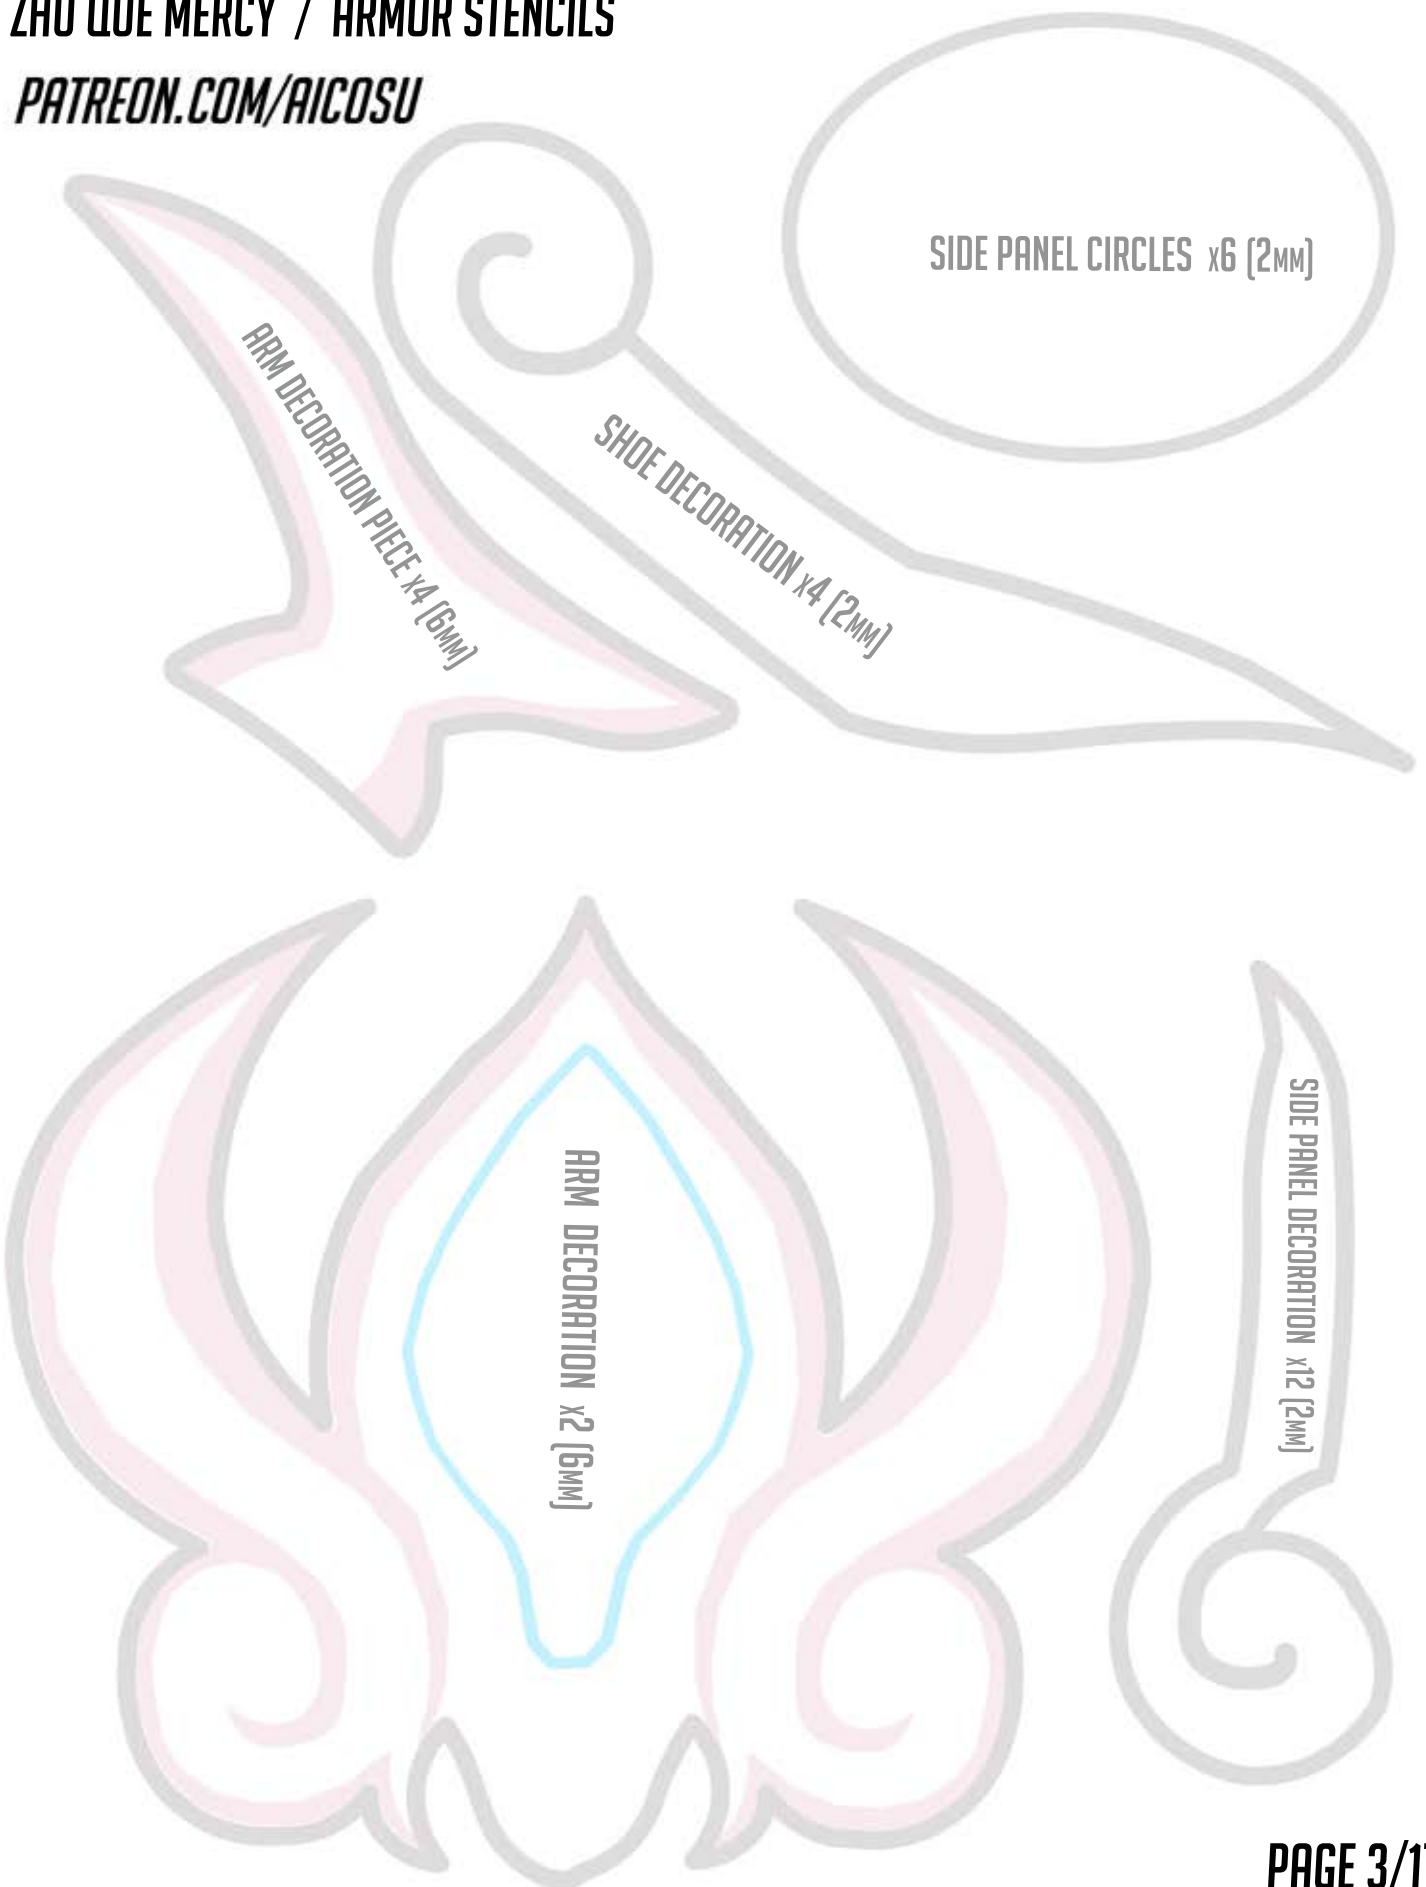 ZHU QUE MERCY / ARMOR STENCILS
PATREON.COM/AICOSU
SIDE PANEL CIRCLES x6 (2MM)
ARM DECORATION PIECE x4 (6MM)
SHOE DECORATION x4 (2MM)
ARM DECORATION x2 (6MM)
SIDE PANEL DECORATION x12 (2MM)
PAGE 3/